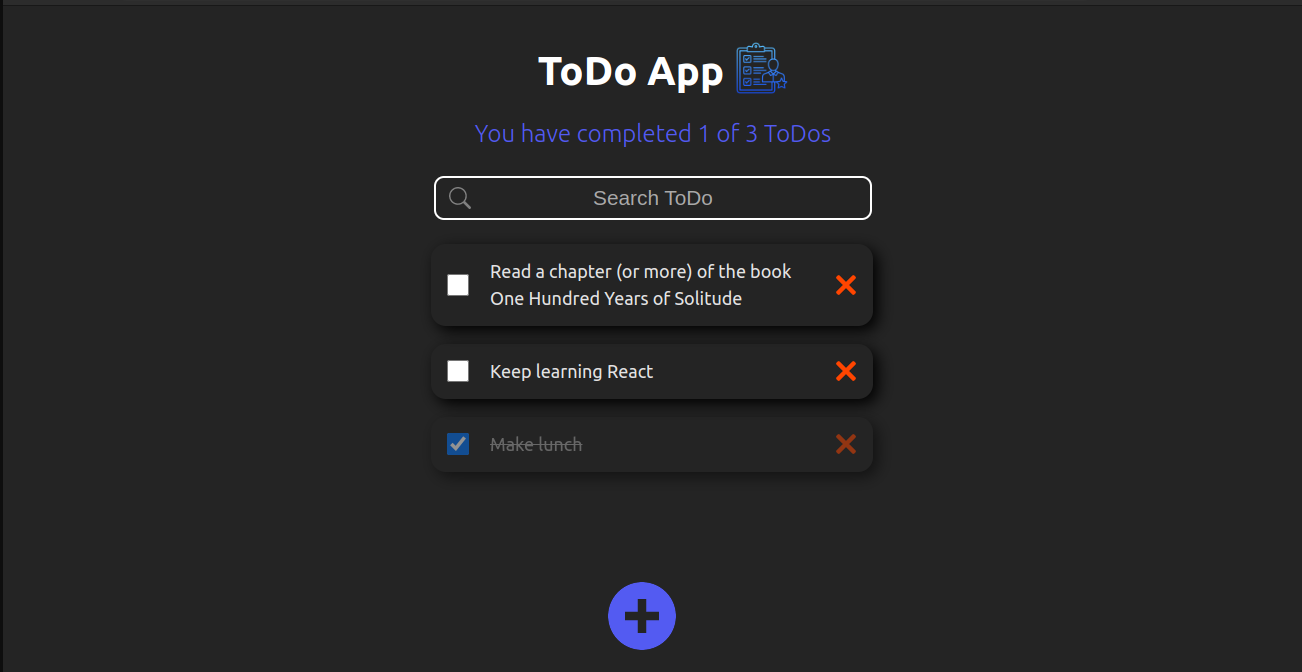 ToDo App
You have completed 1 of 3 ToDos
Search ToDo
Read a chapter (or more) of the book
One Hundred Years of Solitude
Keep learning React
Make lunch